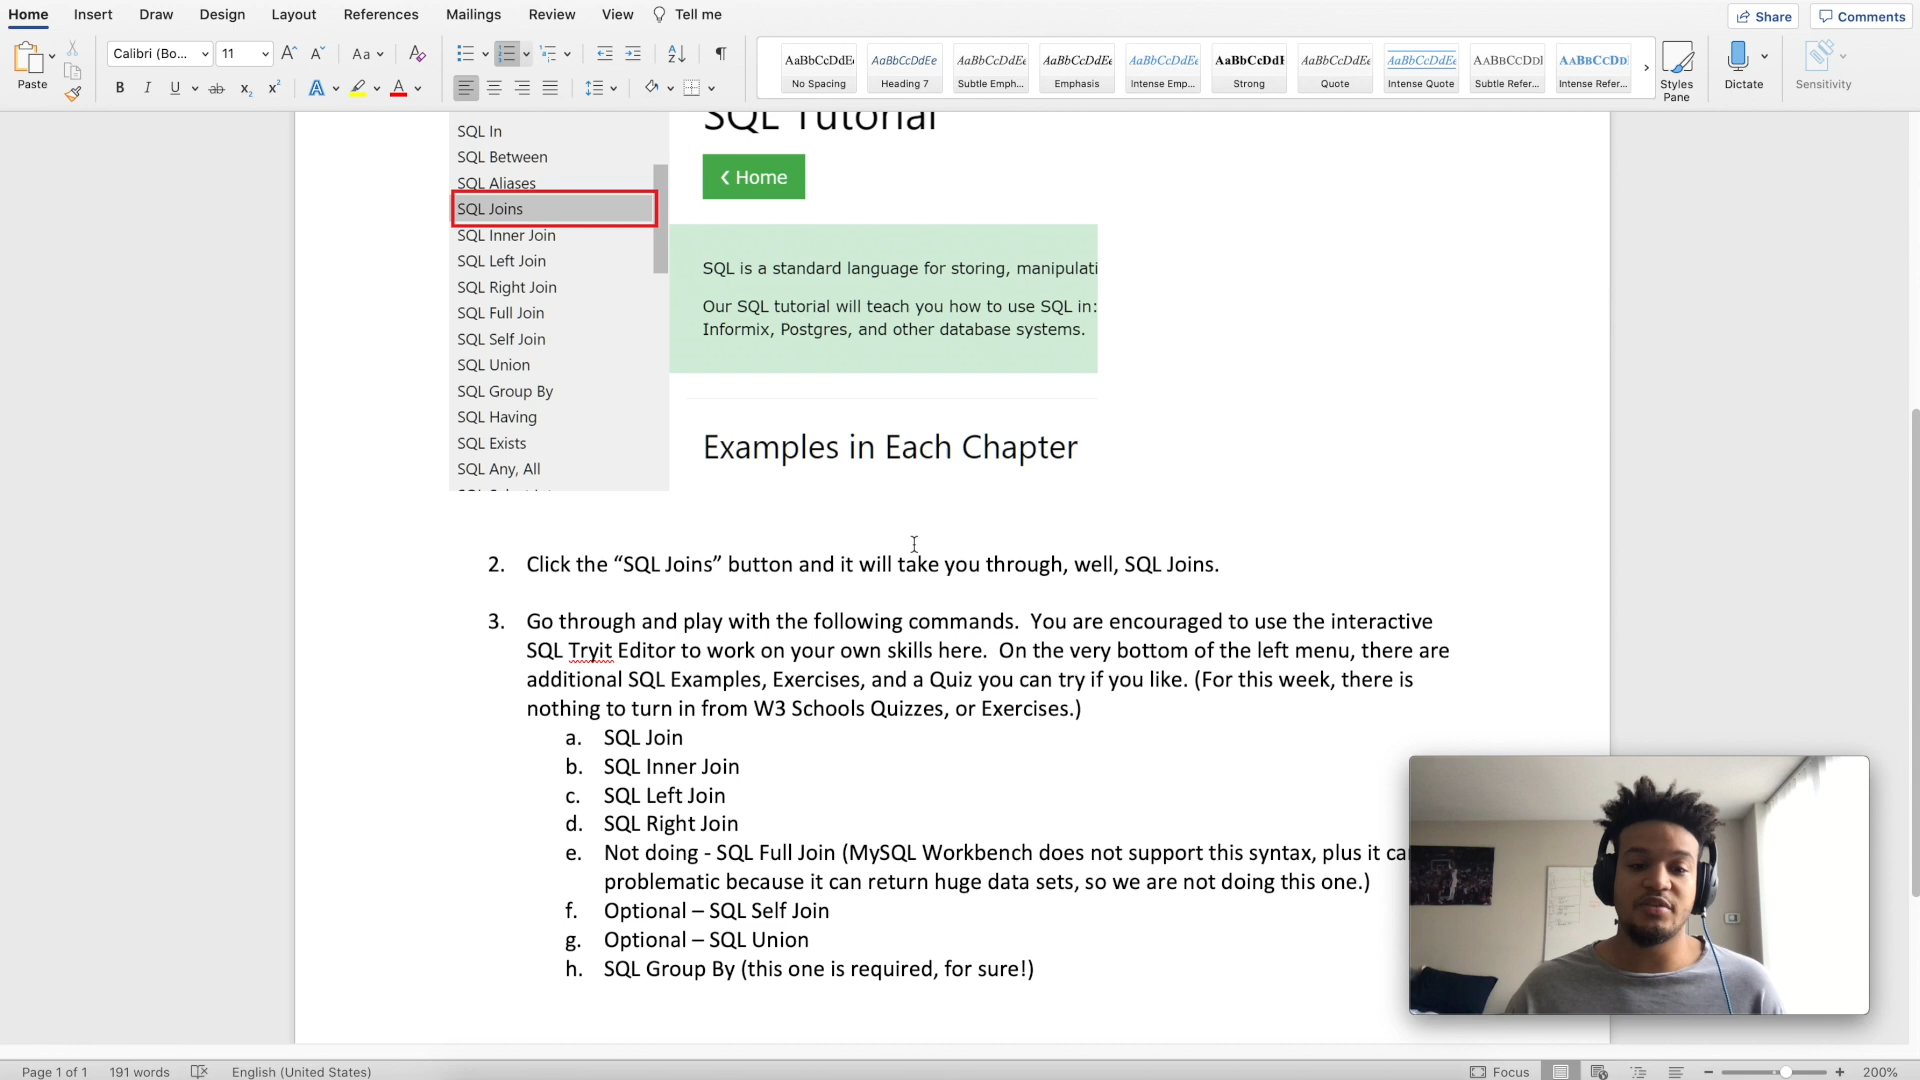 Home Insert Draw Design Layout References Mailings Review View Tell me Share Comments
Paste
Calibri (Bo... 11
AaBbCcDdEe AaBbCcDdEe AaBbCcDdEe AaBbCcDdEe AaBbCcDdEe AaBbCcDdE AaBbCcDdEe AaBbCcDdEe AABBCCDDI AABBCCDD
No Spacing Heading 7 Subtle Emph... Emphasis Intense Emp... Strong Quote Intense Quote Subtle Refer... Intense Refer...
Styles Pane
Dictate
Sensitivity
SQL Tutorial
SQL In
SQL Between
SQL Aliases
SQL Joins
SQL Inner Join
SQL Left Join
SQL Right Join
SQL Full Join
SQL Self Join
SQL Union
SQL Group By
SQL Having
SQL Exists
SQL Any, All
❮ Home
SQL is a standard language for storing, manipulati
Our SQL tutorial will teach you how to use SQL in:
Informix, Postgres, and other database systems.
Examples in Each Chapter
2. Click the “SQL Joins” button and it will take you through, well, SQL Joins.
3. Go through and play with the following commands. You are encouraged to use the interactive
SQL Tryit Editor to work on your own skills here. On the very bottom of the left menu, there are
additional SQL Examples, Exercises, and a Quiz you can try if you like. (For this week, there is
nothing to turn in from W3 Schools Quizzes, or Exercises.)
a. SQL Join
b. SQL Inner Join
c. SQL Left Join
d. SQL Right Join
e. Not doing - SQL Full Join (MySQL Workbench does not support this syntax, plus it ca
problematic because it can return huge data sets, so we are not doing this one.)
f. Optional – SQL Self Join
g. Optional – SQL Union
h. SQL Group By (this one is required, for sure!)
Page 1 of 1 191 words English (United States) Focus 200%